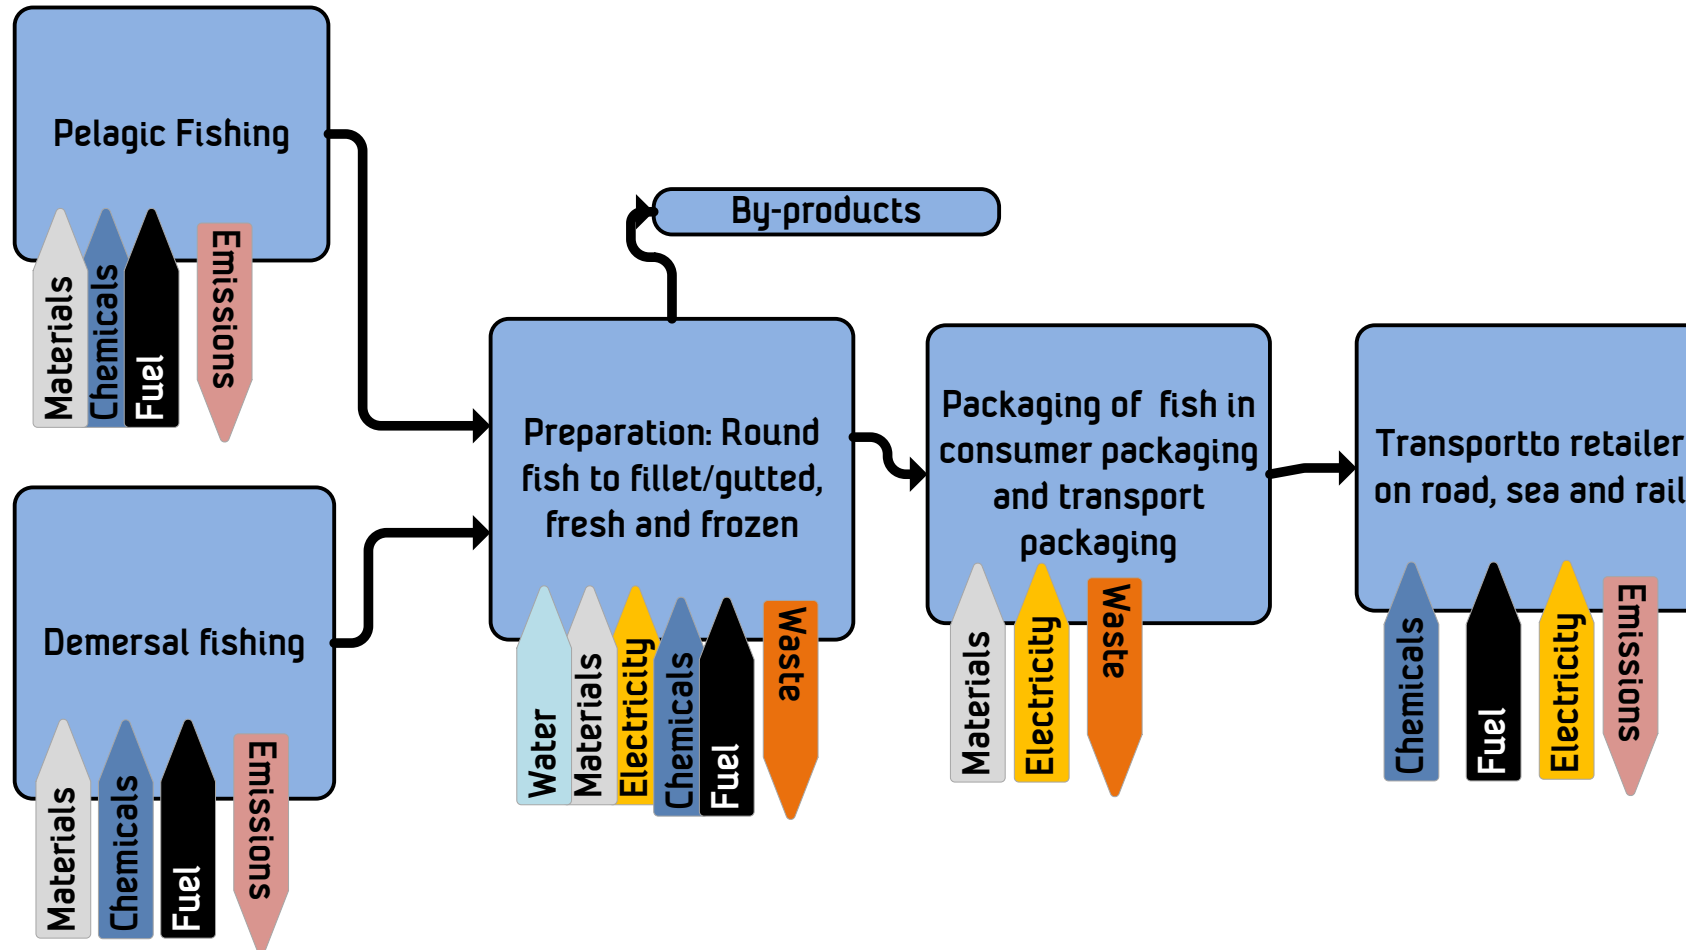 Pelagic Fishing
Materials
Chemicals
Fuel
Emissions
By-products
Demersal fishing
Materials
Chemicals
Fuel
Emissions
Preparation: Round
fish to fillet/gutted,
fresh and frozen
Water
Materials
Electricity
Chemicals
Fuel
Waste
Packaging of  fish in
consumer packaging
and transport
packaging
Materials
Electricity
Waste
Transportto retailer
on road, sea and rail
Chemicals
Fuel
Electricity
Emissions